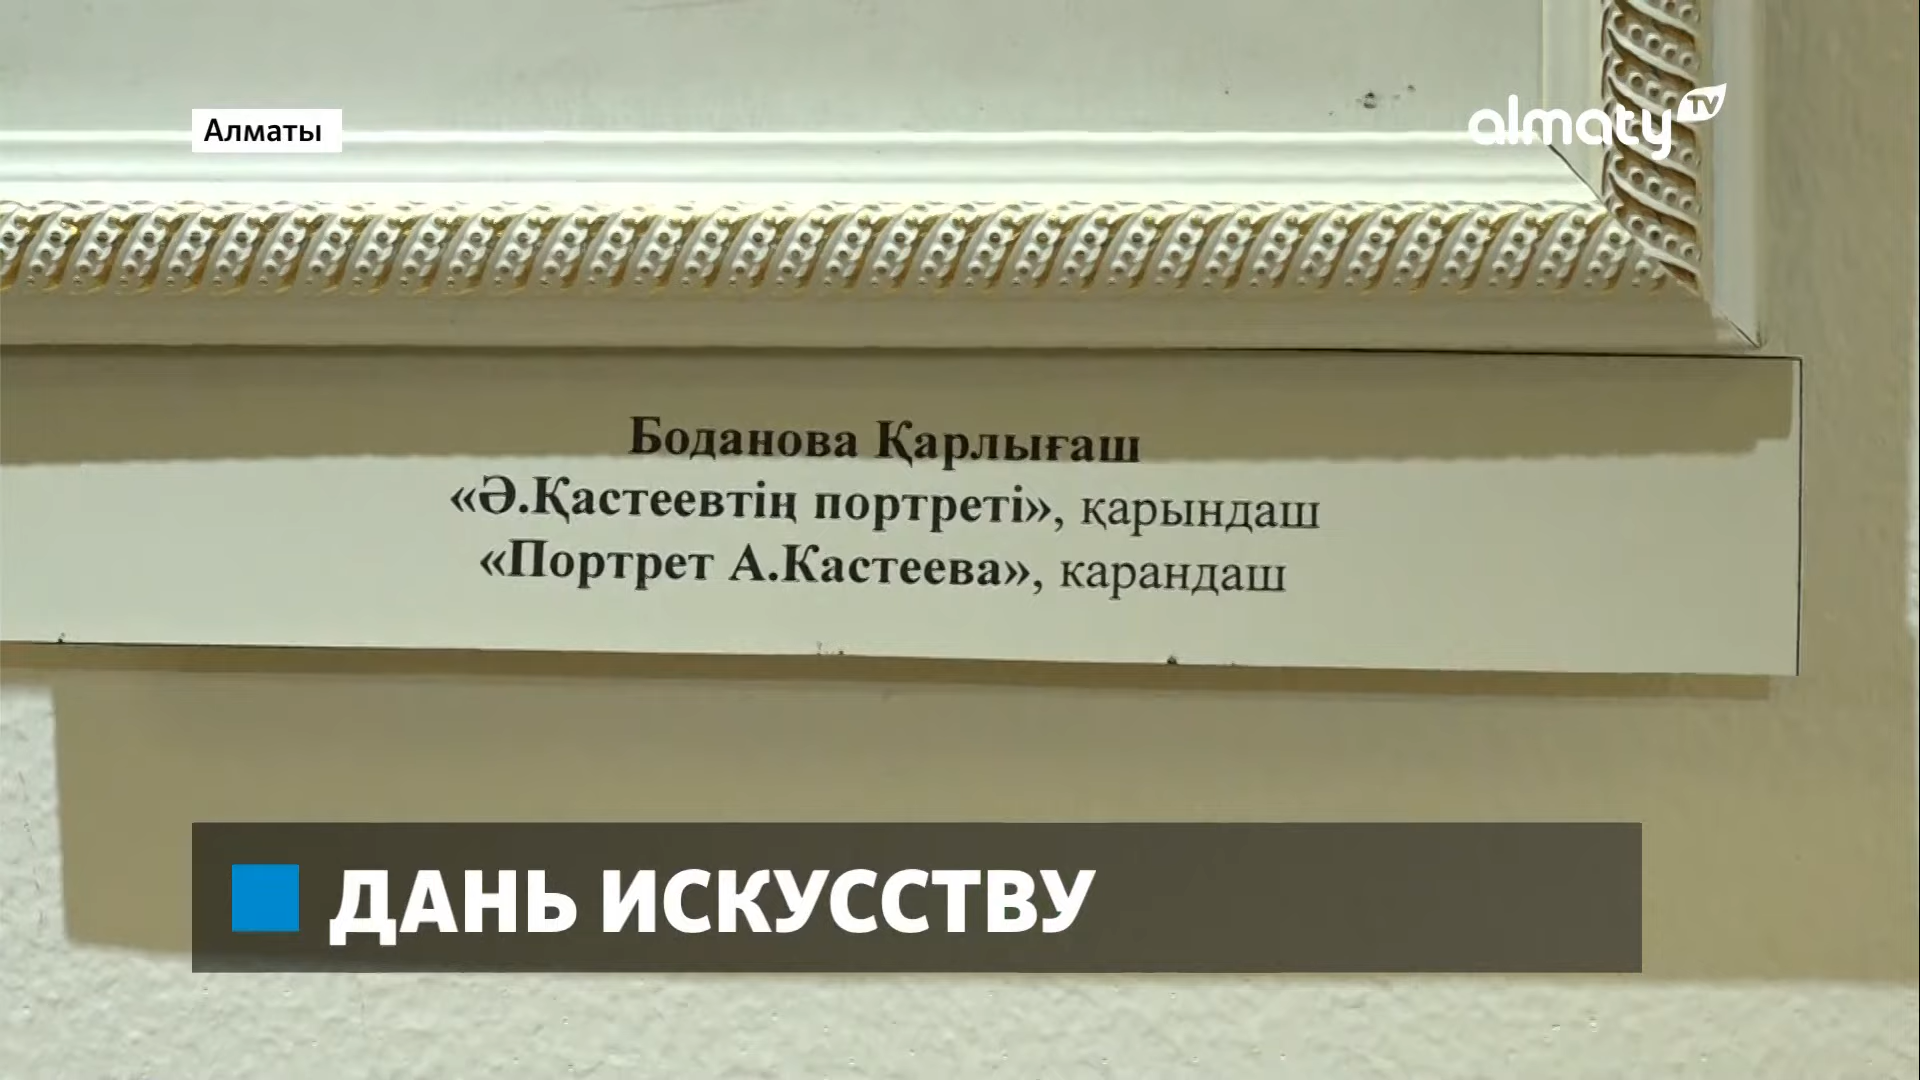 Алматы
almaty TV
Боданова Қарлығаш
«Ә.Қастеевтің портреті», қарындаш
«Портрет А.Кастеева», карандаш
ДАНЬ ИСКУССТВУ